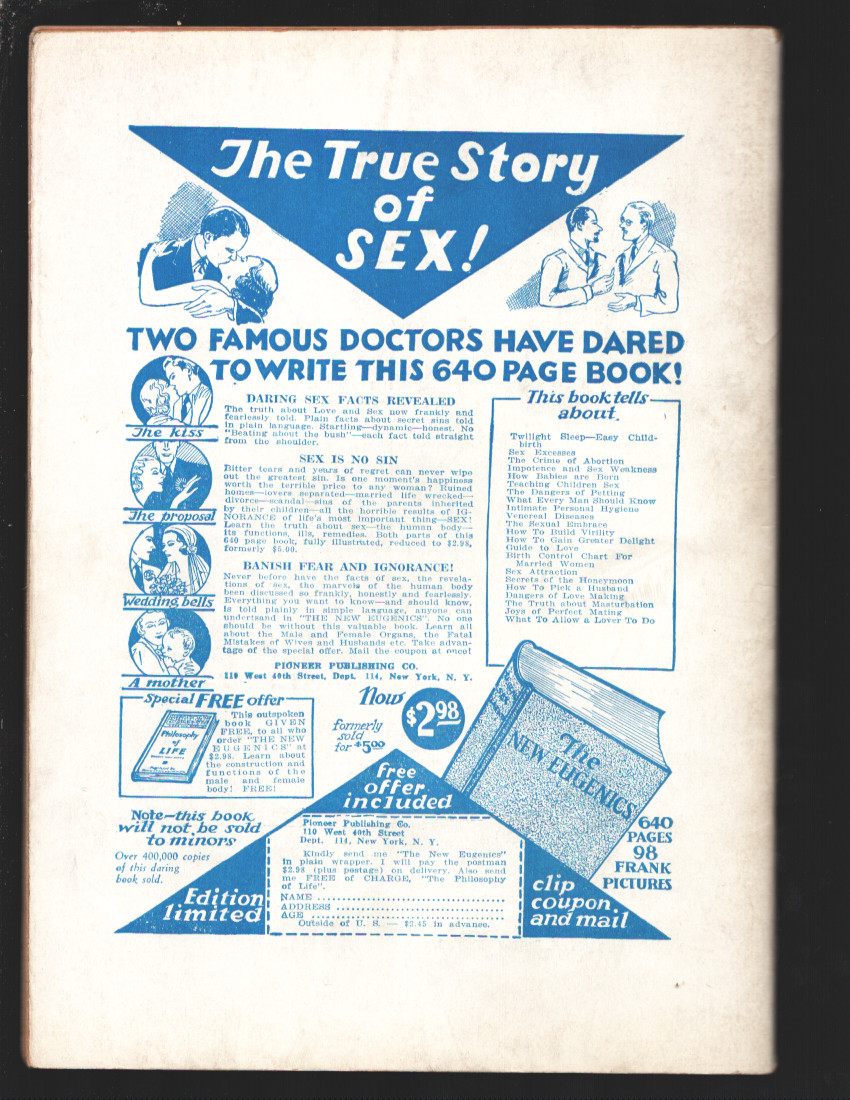 The True Story
of
SEX!
TWO FAMOUS DOCTORS HAVE DARED
TO WRITE THIS 640 PAGE BOOK!
The kiss
The proposal
Wedding bells
A mother
DARING SEX FACTS REVEALED
The truth about Love and Sex now frankly and
fearlessly told. Plain facts about secret sins told
in plain language. Startling—dynamic—honest. No
"Beating about the bush"—each fact told straight
from the shoulder.
SEX IS NO SIN
Bitter tears and years of regret can never wipe
out the greatest sin. Is one moment's happiness
worth the terrible price to any woman? Ruined
homes—lovers separated—married life wrecked—
divorce—scandal—sins of the parents inherited
by their children—all the horrible results of IG-
NORANCE of life's most important thing—SEX!
Learn the truth about sex—the human body—
its functions, ills, remedies. Both parts of this
640 page book, fully illustrated, reduced to $2.98,
formerly $5.00.
BANISH FEAR AND IGNORANCE!
Never before have the facts of sex, the revela-
tions of sex, the marvels of the human body
been discussed so frankly, honestly and fearlessly.
Everything you want to know—and should know,
is told plainly in simple language, anyone can
undertsand in "THE NEW EUGENICS". No one
should be without this valuable book. Learn all
about the Male and Female Organs, the Fatal
Mistakes of Wives and Husbands etc. Take advan-
tage of the special offer. Mail the coupon at once!
PIONEER PUBLISHING CO.
110 West 40th Street, Dept. 114, New York, N. Y.
This book tells
about.
Twilight Sleep—Easy Child-
birth
Sex Excesses
The Crime of Abortion
Impotence and Sex Weakness
How Babies are Born
Teaching Children Sex
The Dangers of Petting
What Every Man Should Know
Intimate Personal Hygiene
Venereal Diseases
The Sexual Embrace
How To Build Virility
How To Gain Greater Delight
Guide to Love
Birth Control Chart For
Married Women
Sex Attraction
Secrets of the Honeymoon
How To Pick a Husband
Dangers of Love Making
The Truth about Masturbation
Joys of Perfect Mating
What To Allow a Lover To Do
Special FREE offer
Philosophy
of
LIFE
This outspoken
book GIVEN
FREE, to all who
order "THE NEW
EUGENICS" at
$2.98. Learn about
the construction and
functions of the
male and female
body! FREE!
Now
$2.98
formerly
sold
for $5.00
The
NEW EUGENICS
640
PAGES
98
FRANK
PICTURES
Note—this book
will not be sold
to minors
Over 400,000 copies
of this daring
book sold.
Edition
limited
free
offer
included
Pioneer Publishing Co.
110 West 40th Street
Dept. 114, New York, N. Y.
Kindly send me "The New Eugenics"
in plain wrapper. I will pay the postman
$2.98 (plus postage) on delivery. Also send
me FREE of CHARGE, "The Philosophy
of Life".
NAME
ADDRESS
AGE
Outside of U. S. — $3.45 in advance.
clip
coupon
and mail